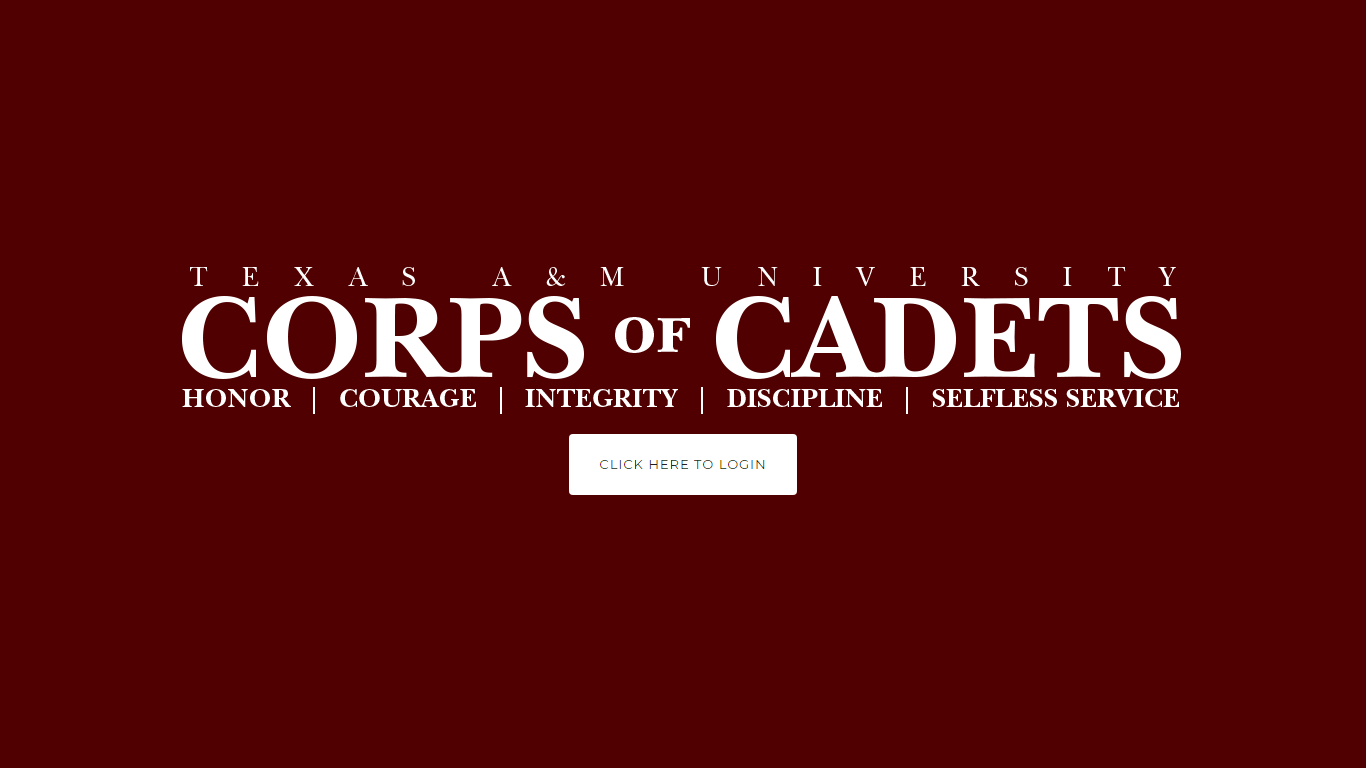 TEXAS A&M UNIVERSITY
CORPS OF CADETS
HONOR | COURAGE | INTEGRITY | DISCIPLINE | SELFLESS SERVICE
CLICK HERE TO LOGIN